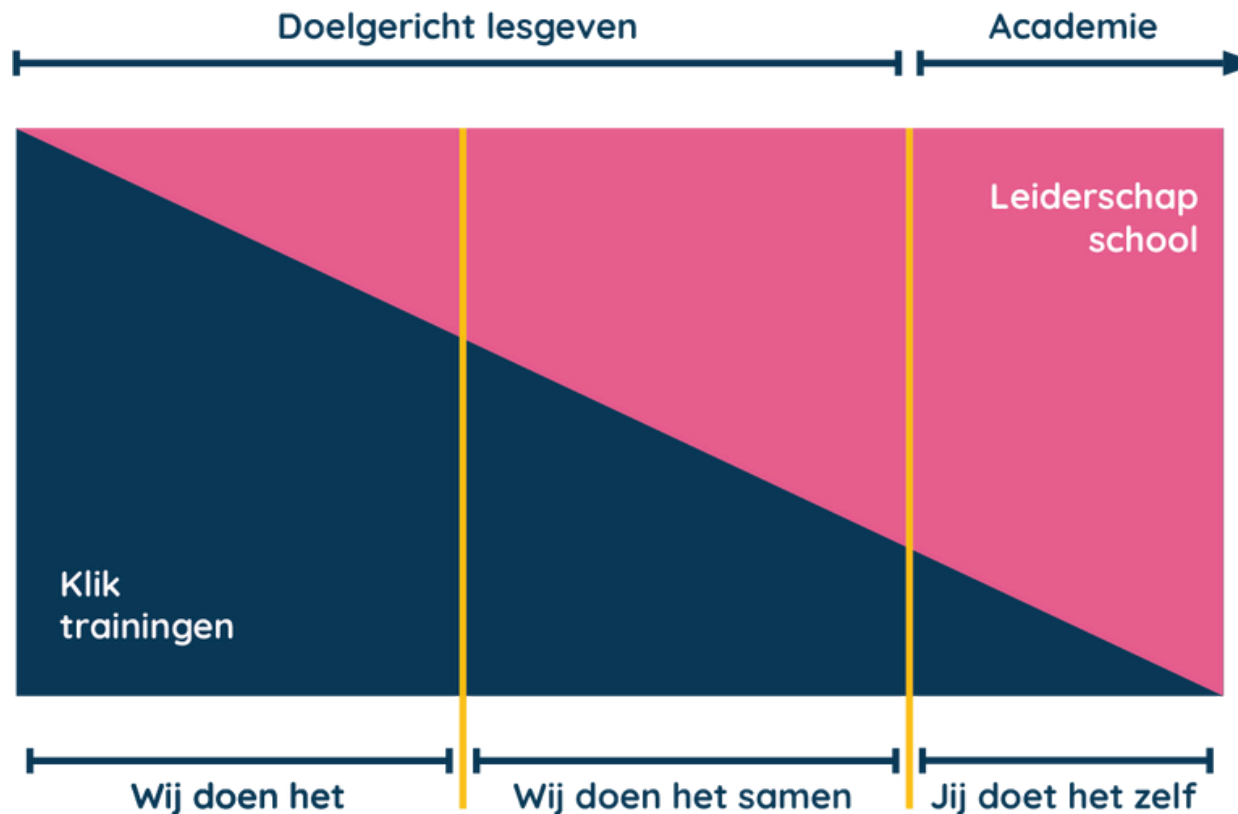 Doelgericht lesgeven
Academie
Leiderschap
school
Klik
trainingen
Wij doen het
Wij doen het samen
Jij doet het zelf